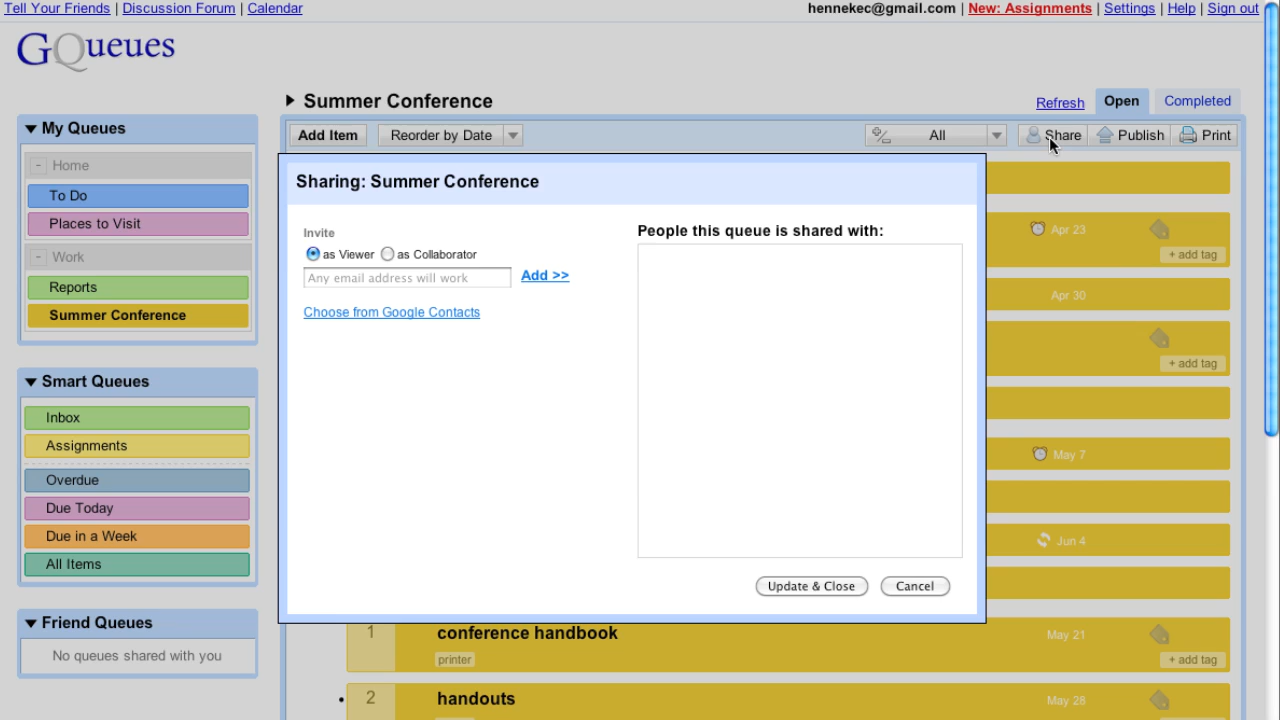 Tell Your Friends | Discussion Forum | Calendar
hennekec@gmail.com | New: Assignments | Settings | Help | Sign out
GQueues
Summer Conference
Refresh
Open
Completed
Add Item
Reorder by Date
All
Share
Publish
Print
My Queues
- Home
To Do
Places to Visit
- Work
Reports
Summer Conference
Smart Queues
Inbox
Assignments
Overdue
Due Today
Due in a Week
All Items
Friend Queues
No queues shared with you
Sharing: Summer Conference
Invite
as Viewer as Collaborator
Any email address will work
Add >>
Choose from Google Contacts
People this queue is shared with:
Update & Close
Cancel
Apr 23
+ add tag
Apr 30
+ add tag
May 7
Jun 4
1 conference handbook May 21
printer + add tag
2 handouts May 28